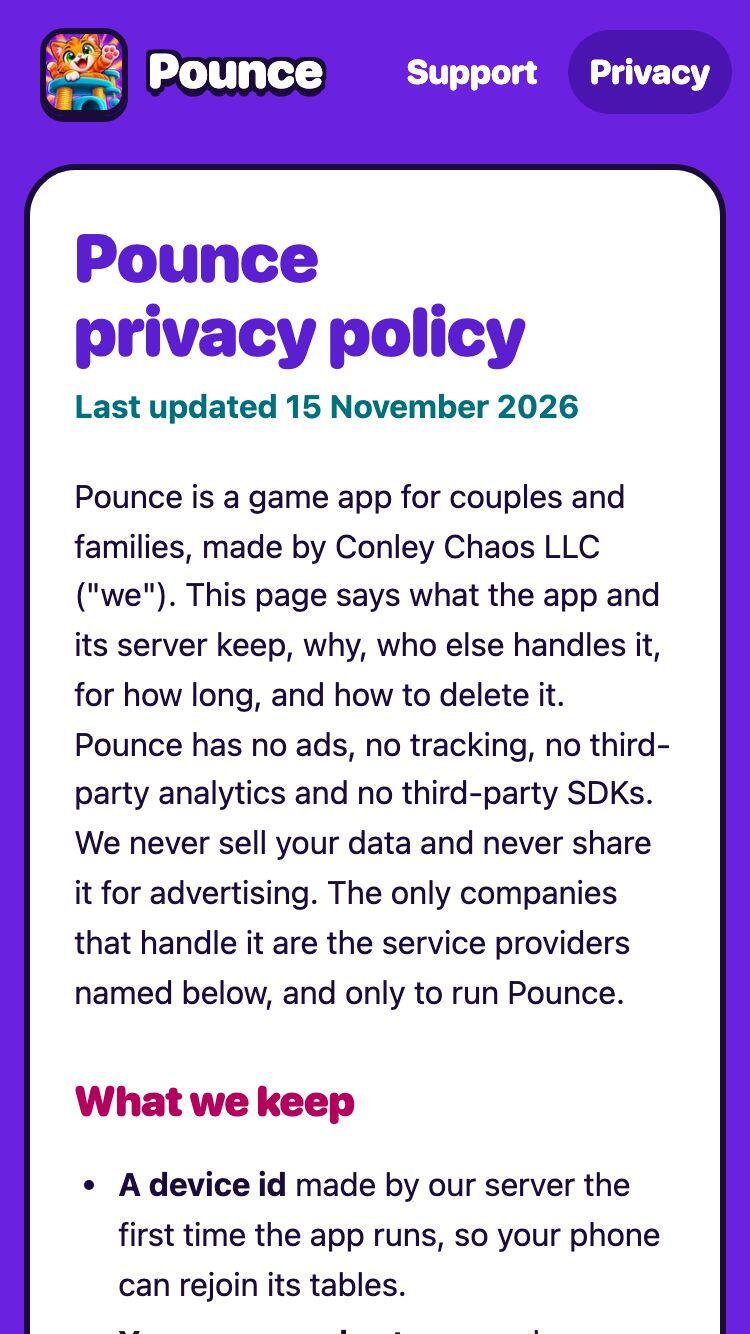 Pounce
Support
Privacy
Pounce
privacy policy
Last updated 15 November 2026
Pounce is a game app for couples and
families, made by Conley Chaos LLC
("we"). This page says what the app and
its server keep, why, who else handles it,
for how long, and how to delete it.
Pounce has no ads, no tracking, no third-
party analytics and no third-party SDKs.
We never sell your data and never share
it for advertising. The only companies
that handle it are the service providers
named below, and only to run Pounce.
What we keep
• A device id made by our server the
first time the app runs, so your phone
can rejoin its tables.